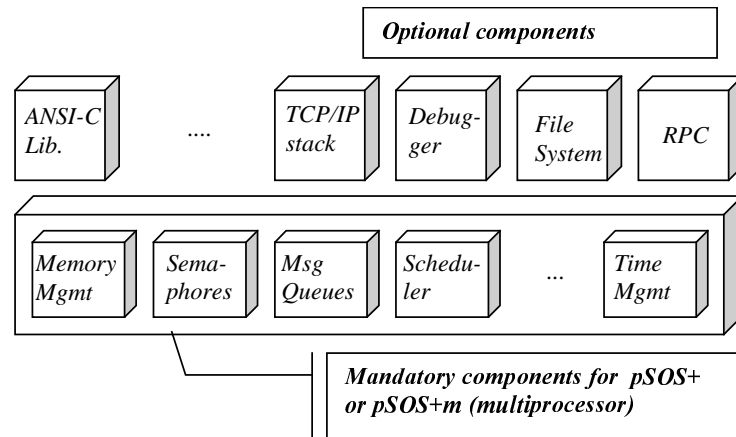 Optional components
ANSI-C
Lib.
....
TCP/IP
stack
Debug-
ger
File
System
RPC
Memory
Mgmt
Sema-
phores
Msg
Queues
Schedu-
ler
...
Time
Mgmt
Mandatory components for pSOS+
or pSOS+m (multiprocessor)